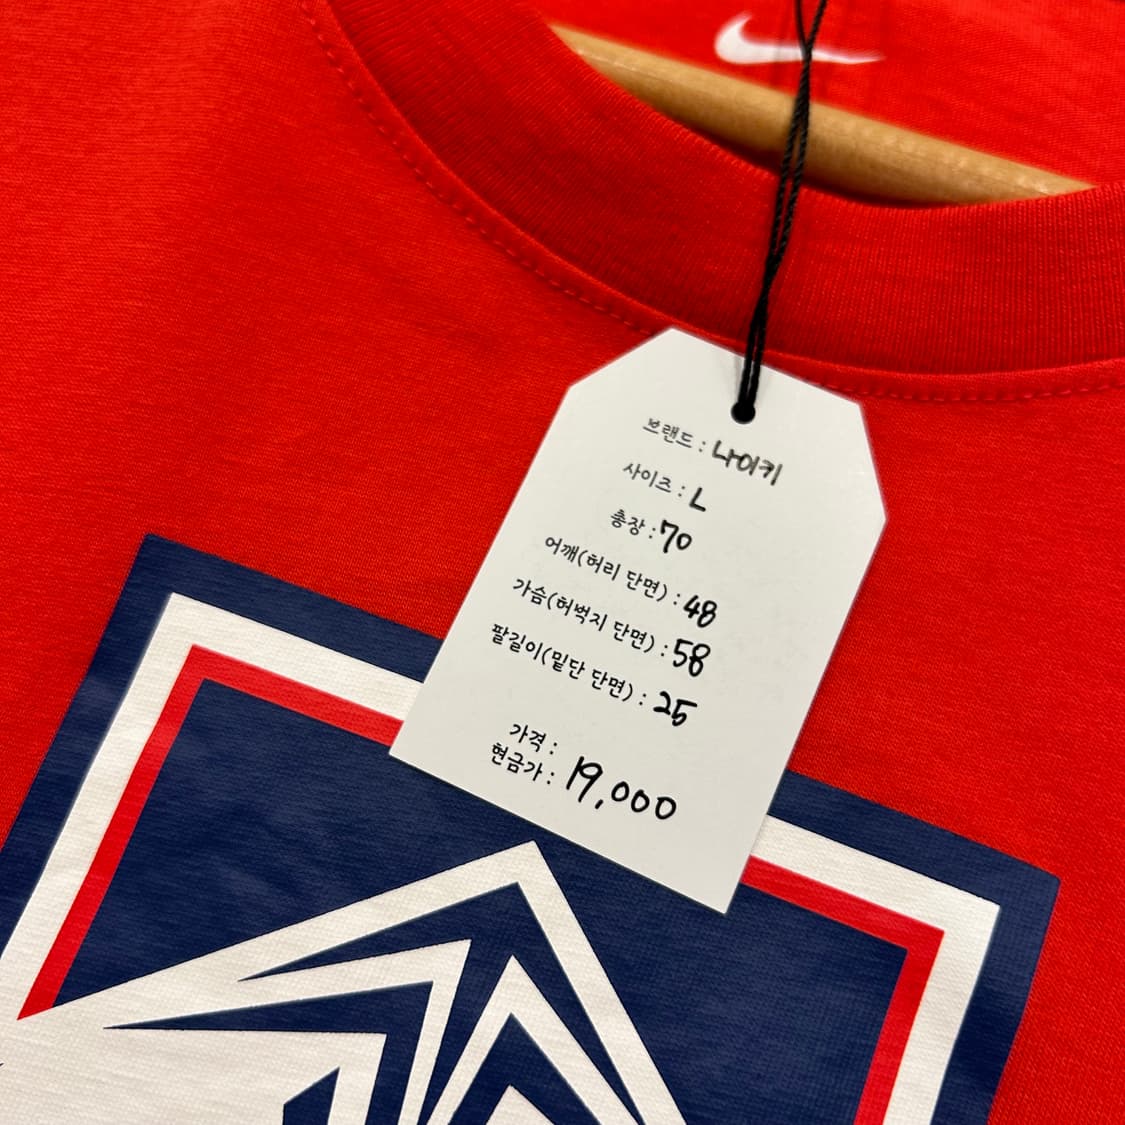 브랜드 : 나이키
사이즈 : L
총장 : 70
어깨(허리 단면) : 48
가슴(허벅지 단면) : 58
팔길이(밑단 단면) : 25
가격 :
현금가 : 19,000